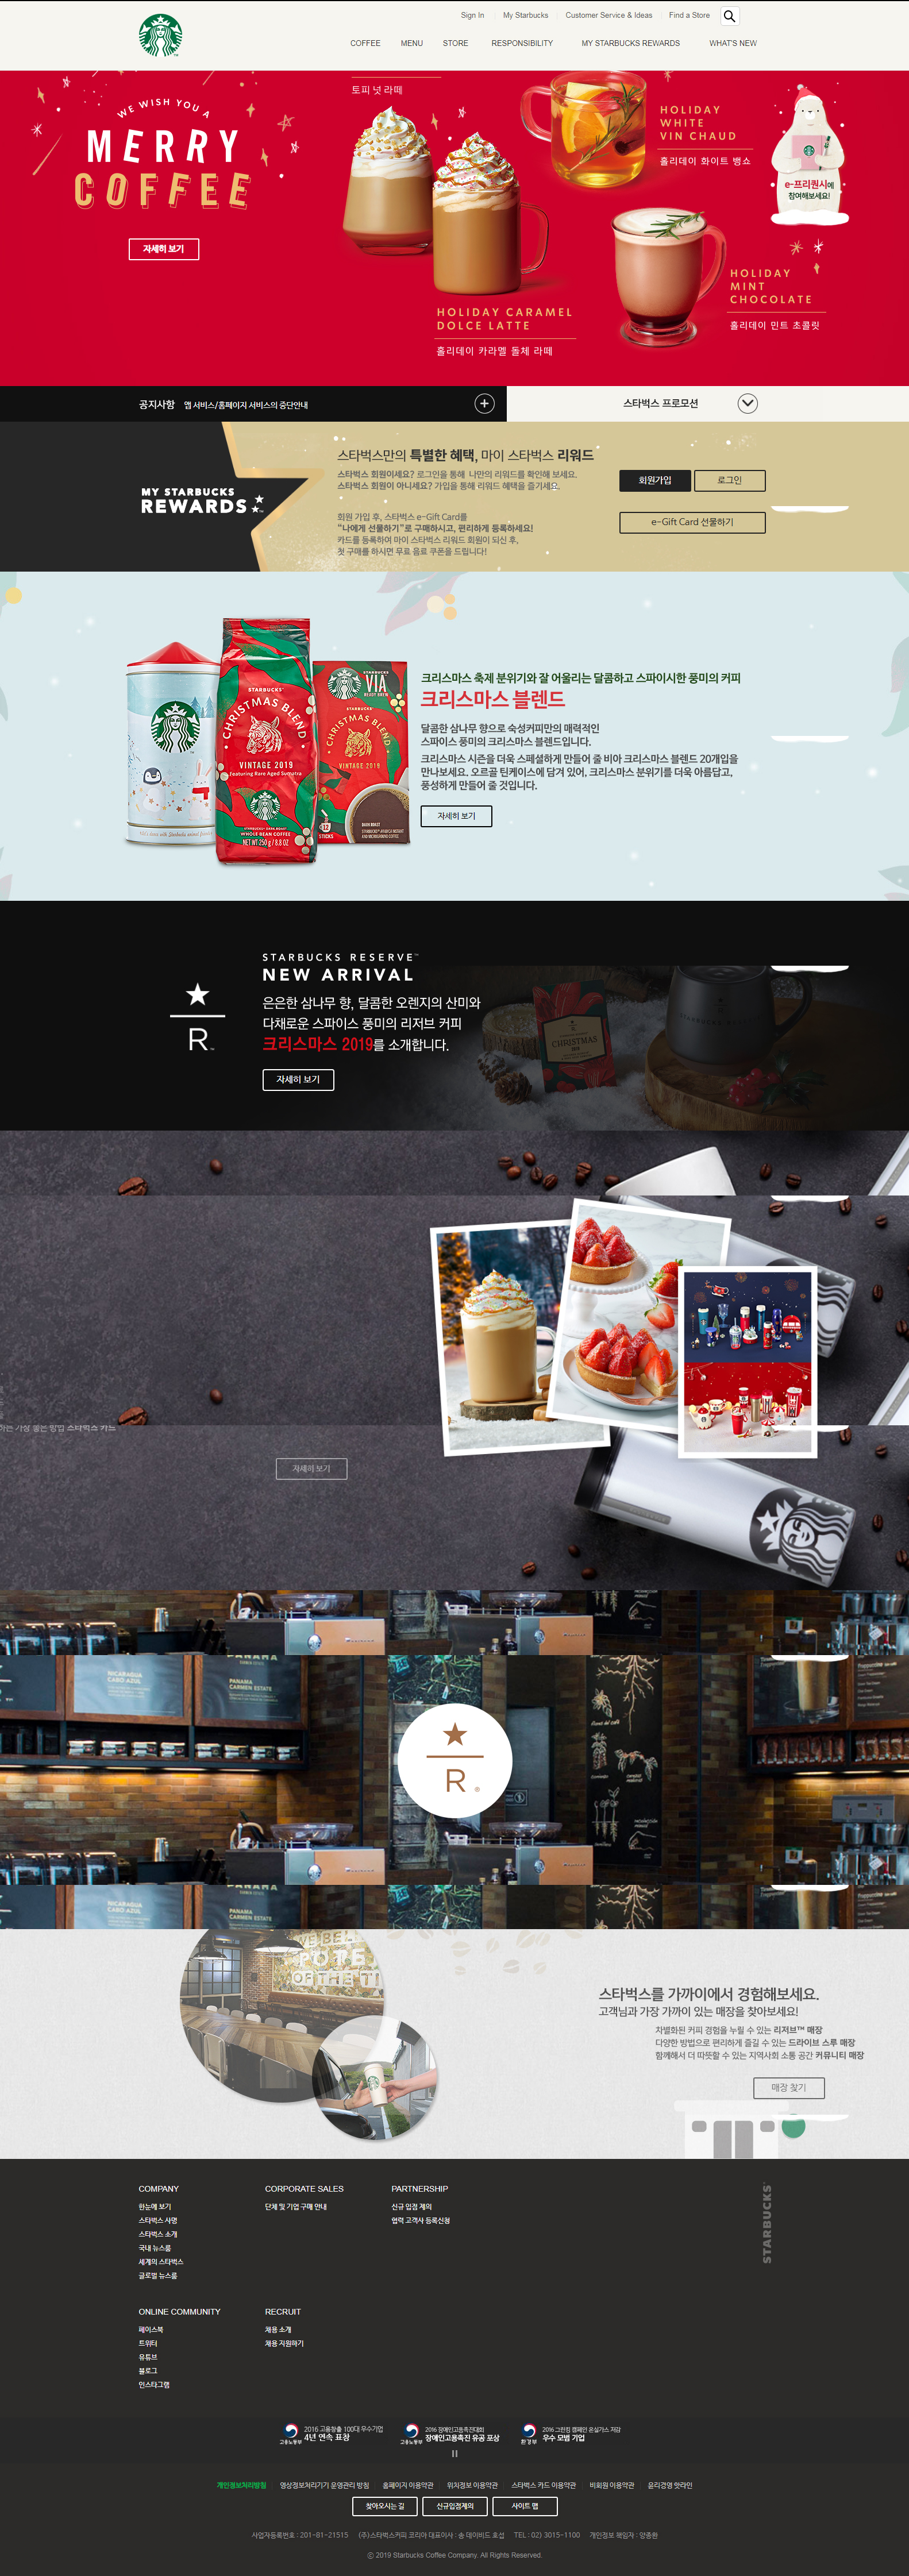 Sign In
My Starbucks
Customer Service & Ideas
Find a Store
COFFEE
MENU
STORE
RESPONSIBILITY
MY STARBUCKS REWARDS
WHAT'S NEW
WE WISH YOU A
MERRY
COFFEE
자세히 보기
토피 넛 라떼
HOLIDAY
WHITE
VIN CHAUD
홀리데이 화이트 뱅쇼
e-프리퀀시에
참여해보세요!
HOLIDAY
MINT
CHOCOLATE
홀리데이 민트 초콜릿
HOLIDAY CARAMEL
DOLCE LATTE
홀리데이 카라멜 돌체 라떼
공지사항
맵 서비스/홈페이지 서비스의 중단안내
스타벅스 프로모션
MY STARBUCKS
REWARDS
스타벅스만의 특별한 혜택, 마이 스타벅스 리워드
스타벅스 회원이세요? 로그인을 통해 나만의 리워드를 확인해 보세요.
스타벅스 회원이 아니세요? 가입을 통해 리워드 혜택을 즐기세요.
회원가입
로그인
회원 가입 후, 스타벅스 e-Gift Card를
“나에게 선물하기”로 구매하시고, 편리하게 등록하세요!
카드를 등록하여 마이 스타벅스 리워드 회원이 되신 후,
첫 구매를 하시면 무료 음료 쿠폰을 드립니다!
e-Gift Card 선물하기
STARBUCKS
CHRISTMAS BLEND
VINTAGE 2019
Featuring Rare Aged Sumatra
WHOLE BEAN COFFEE
NET WT 250 g / 8.8 OZ
STARBUCKS
VIA
READY BREW
CHRISTMAS BLEND
VINTAGE 2019
12
STICKS
크리스마스 축제 분위기와 잘 어울리는 달콤하고 스파이시한 풍미의 커피
크리스마스 블렌드
달콤한 삼나무 향으로 숙성커피만의 매력적인
스파이스 풍미의 크리스마스 블렌드입니다.
크리스마스 시즌을 더욱 스페셜하게 만들어 줄 비아 크리스마스 블렌드 20개입을
만나보세요. 오르골 틴케이스에 담겨 있어, 크리스마스 분위기를 더욱 아름답고,
풍성하게 만들어 줄 것입니다.
자세히 보기
STARBUCKS RESERVE™
NEW ARRIVAL
R
은은한 삼나무 향, 달콤한 오렌지의 산미와
다채로운 스파이스 풍미의 리저브 커피
크리스마스 2019를 소개합니다.
CHRISTMAS
자세히 보기
하는 가장 좋은 방법 스타벅스 카드
자세히 보기
NICARAGUA
CABO AZUL
PANAMA
CARMEN ESTATE
R
PANAMA
CARMEN ESTATE
스타벅스를 가까이에서 경험해보세요.
고객님과 가장 가까이 있는 매장을 찾아보세요!
차별화된 커피 경험을 누릴 수 있는 리저브™ 매장
다양한 방법으로 편리하게 즐길 수 있는 드라이브 스루 매장
함께해서 더 따뜻할 수 있는 지역사회 소통 공간 커뮤니티 매장
매장 찾기
COMPANY
한눈에 보기
스타벅스 사명
스타벅스 소개
국내 뉴스룸
세계의 스타벅스
글로벌 뉴스룸
CORPORATE SALES
단체 및 기업 구매 안내
PARTNERSHIP
신규 입점 제의
협력 고객사 등록신청
STARBUCKS
ONLINE COMMUNITY
페이스북
트위터
유튜브
블로그
인스타그램
RECRUIT
채용 소개
채용 지원하기
고용노동부
2016 고용창출 100대 우수기업
4년 연속 표창
고용노동부
2016 장애인고용촉진대회
장애인고용촉진 유공 포상
환경부
2016 그린컵 캠페인 온실가스 저감
우수 모범 기업
개인정보처리방침
영상정보처리기기 운영관리 방침
홈페이지 이용약관
위치정보 이용약관
스타벅스 카드 이용약관
비회원 이용약관
윤리경영 핫라인
찾아오시는 길
신규입점제의
사이트 맵
사업자등록번호 : 201-81-21515
(주)스타벅스커피 코리아 대표이사 : 송 데이비드 호섭
TEL : 02) 3015-1100
개인정보 책임자 : 양종완
ⓒ 2019 Starbucks Coffee Company. All Rights Reserved.